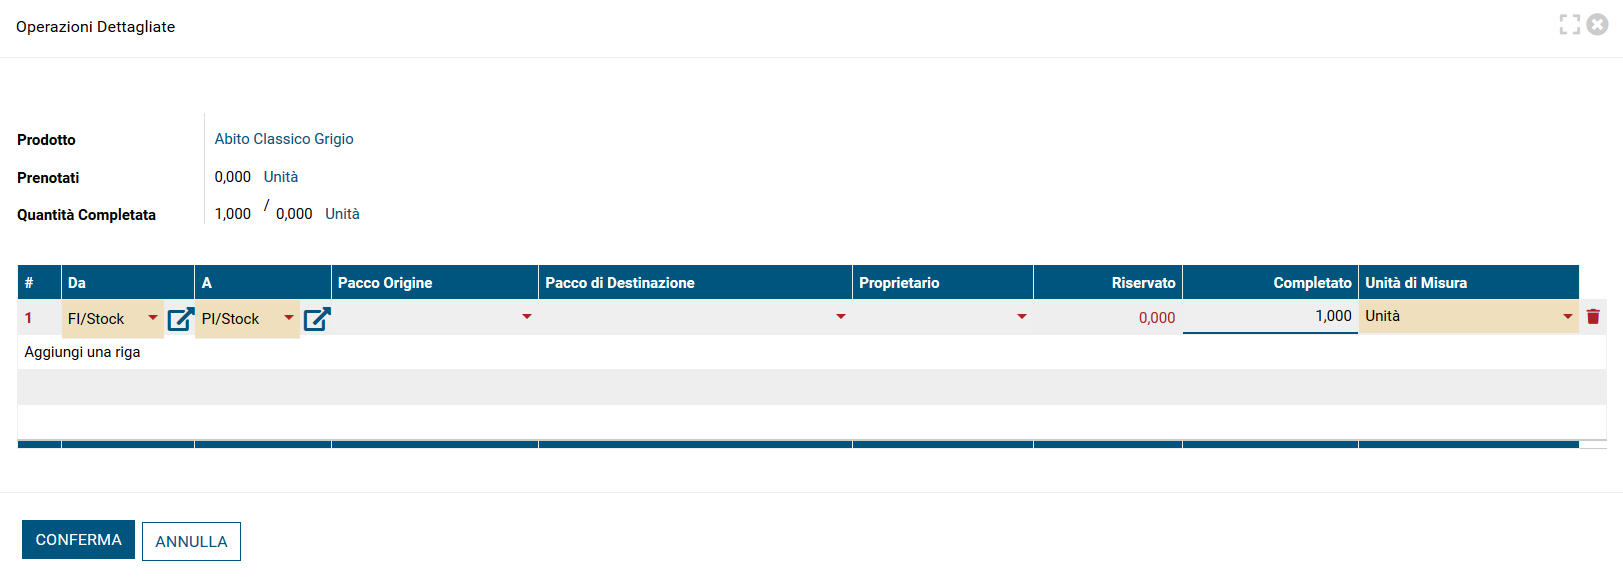 Operazioni Dettagliate
Prodotto Abito Classico Grigio
Prenotati 0,000 Unità
Quantità Completata 1,000 / 0,000 Unità
# Da A Pacco Origine Pacco di Destinazione Proprietario Riservato Completato Unità di Misura
1 FI/Stock PI/Stock 0,000 1,000 Unità
Aggiungi una riga
CONFERMA ANNULLA